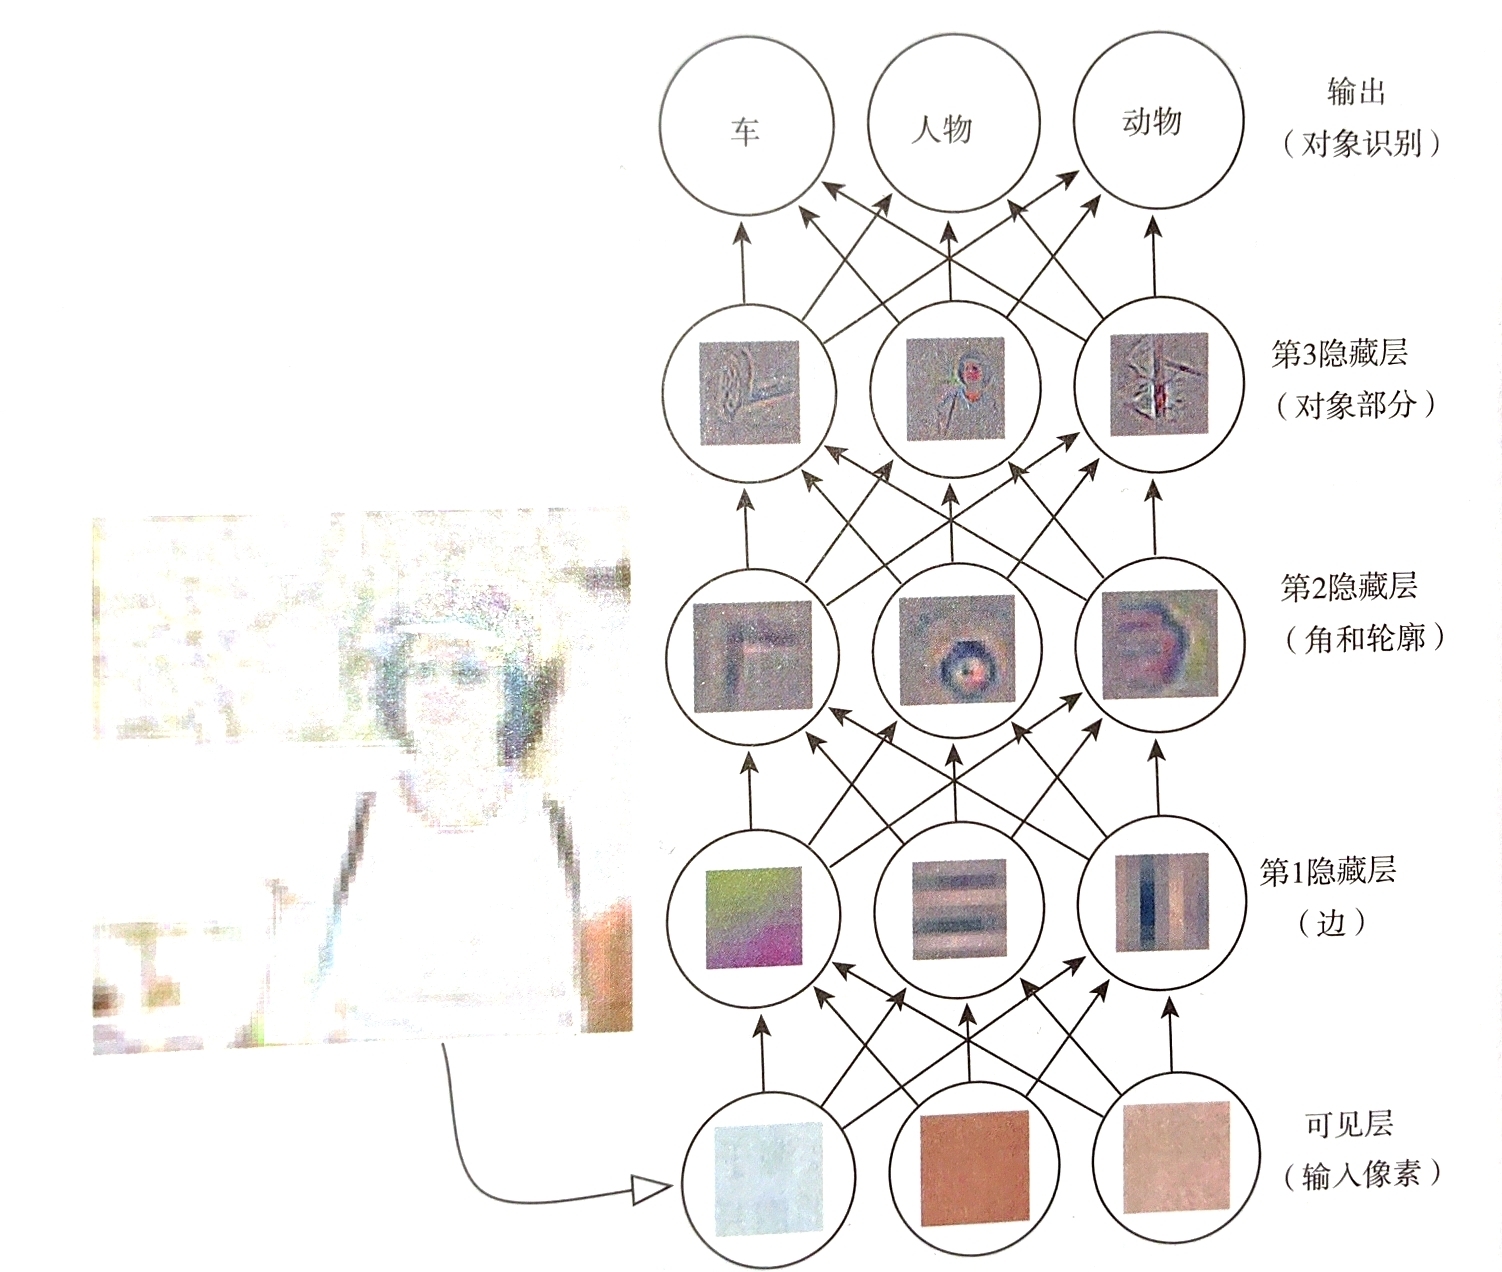 车
人物
动物
输出
（对象识别）
第3隐藏层
（对象部分）
第2隐藏层
（角和轮廓）
第1隐藏层
（边）
可见层
（输入像素）